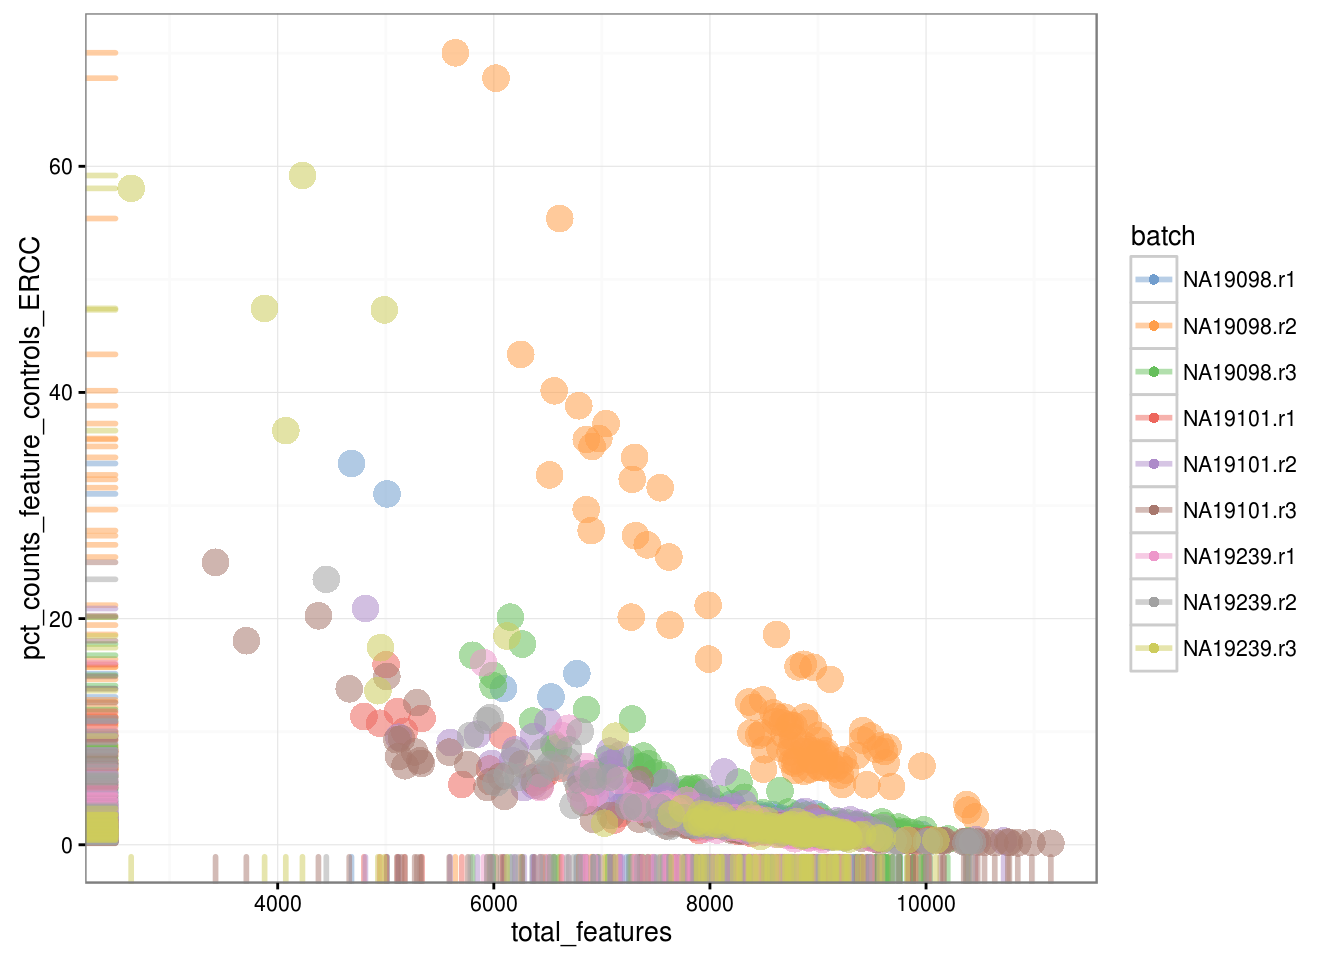 pct_counts_feature_controls_ERCC
60
40
20
0
4000
6000
8000
10000
total_features
batch
NA19098.r1
NA19098.r2
NA19098.r3
NA19101.r1
NA19101.r2
NA19101.r3
NA19239.r1
NA19239.r2
NA19239.r3